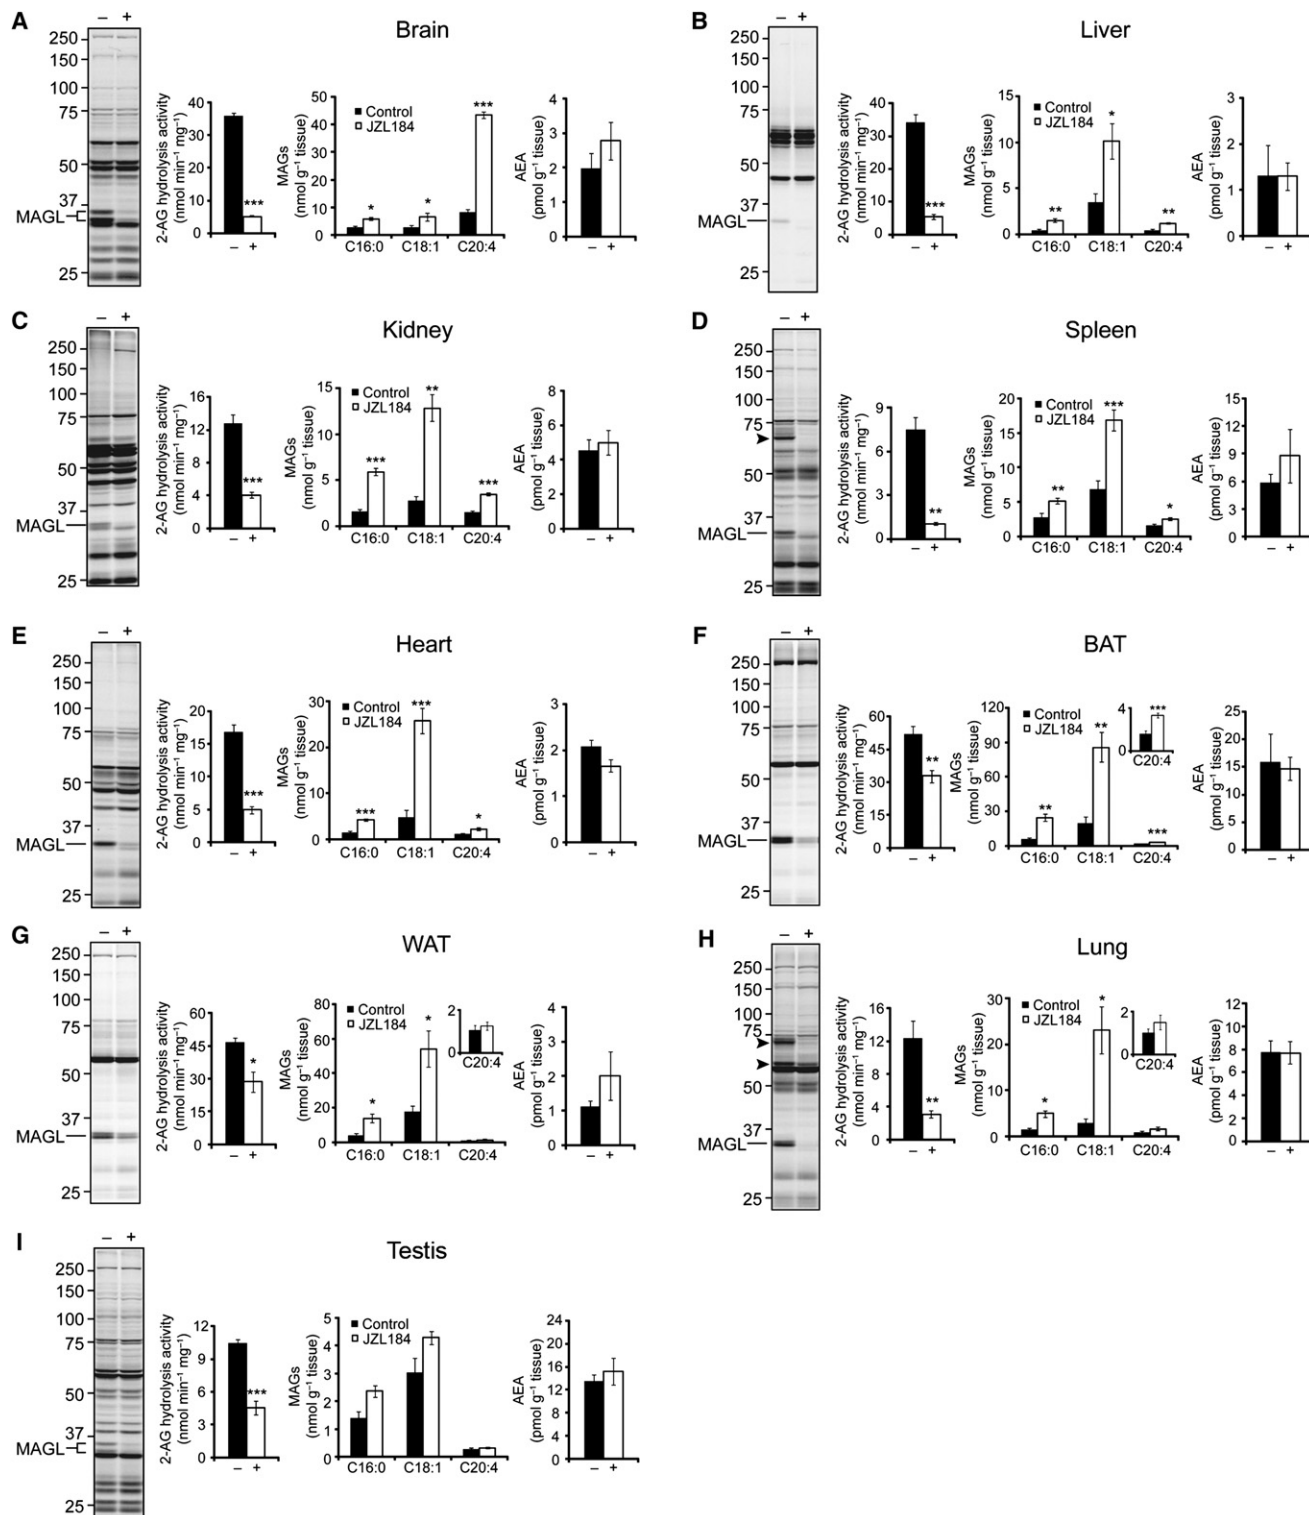 A
Brain
– +
250
150
100
75
50
37
MAGL
25
2-AG hydrolysis activity
(nmol min⁻¹ mg⁻¹)
40
30
20
10
0
***
– +
MAGs
(nmol g⁻¹ tissue)
50
40
30
20
10
0
Control
JZL184
* * ***
C16:0 C18:1 C20:4
AEA
(pmol g⁻¹ tissue)
4
3
2
1
0
– +
B
Liver
– +
250
150
100
75
50
37
MAGL
25
2-AG hydrolysis activity
(nmol min⁻¹ mg⁻¹)
40
30
20
10
0
***
– +
MAGs
(nmol g⁻¹ tissue)
15
10
5
0
Control
JZL184
** * **
C16:0 C18:1 C20:4
AEA
(pmol g⁻¹ tissue)
3
2
1
0
– +
C
Kidney
– +
250
150
100
75
50
37
MAGL
25
2-AG hydrolysis activity
(nmol min⁻¹ mg⁻¹)
16
12
8
4
0
***
– +
MAGs
(nmol g⁻¹ tissue)
15
10
5
0
Control
JZL184
*** ** ***
C16:0 C18:1 C20:4
AEA
(pmol g⁻¹ tissue)
8
6
4
2
0
– +
D
Spleen
– +
250
150
100
75
50
37
MAGL
25
2-AG hydrolysis activity
(nmol min⁻¹ mg⁻¹)
9
6
3
0
**
– +
MAGs
(nmol g⁻¹ tissue)
20
15
10
5
0
Control
JZL184
** *** *
C16:0 C18:1 C20:4
AEA
(pmol g⁻¹ tissue)
15
12
9
6
3
0
– +
E
Heart
– +
250
150
100
75
50
37
MAGL
25
2-AG hydrolysis activity
(nmol min⁻¹ mg⁻¹)
20
15
10
5
0
***
– +
MAGs
(nmol g⁻¹ tissue)
30
20
10
0
Control
JZL184
*** *** *
C16:0 C18:1 C20:4
AEA
(pmol g⁻¹ tissue)
3
2
1
0
– +
F
BAT
– +
250
150
100
75
50
37
MAGL
25
2-AG hydrolysis activity
(nmol min⁻¹ mg⁻¹)
60
45
30
15
0
**
– +
MAGs
(nmol g⁻¹ tissue)
120
90
60
30
0
Control
JZL184
** ** ***
C16:0 C18:1 C20:4
4
0
***
C20:4
AEA
(pmol g⁻¹ tissue)
25
20
15
10
5
0
– +
G
WAT
– +
250
150
100
75
50
37
MAGL
25
2-AG hydrolysis activity
(nmol min⁻¹ mg⁻¹)
60
45
30
15
0
*
– +
MAGs
(nmol g⁻¹ tissue)
80
60
40
20
0
Control
JZL184
* *
C16:0 C18:1 C20:4
2
0
C20:4
AEA
(pmol g⁻¹ tissue)
4
3
2
1
0
– +
H
Lung
– +
250
150
100
75
50
37
MAGL
25
2-AG hydrolysis activity
(nmol min⁻¹ mg⁻¹)
16
12
8
4
0
**
– +
MAGs
(nmol g⁻¹ tissue)
30
20
10
0
Control
JZL184
* *
C16:0 C18:1 C20:4
2
0
C20:4
AEA
(pmol g⁻¹ tissue)
12
10
8
6
4
2
0
– +
I
Testis
– +
250
150
100
75
50
37
MAGL
25
2-AG hydrolysis activity
(nmol min⁻¹ mg⁻¹)
12
9
6
3
0
***
– +
MAGs
(nmol g⁻¹ tissue)
5
4
3
2
1
0
Control
JZL184
C16:0 C18:1 C20:4
AEA
(pmol g⁻¹ tissue)
24
20
16
12
8
4
0
– +